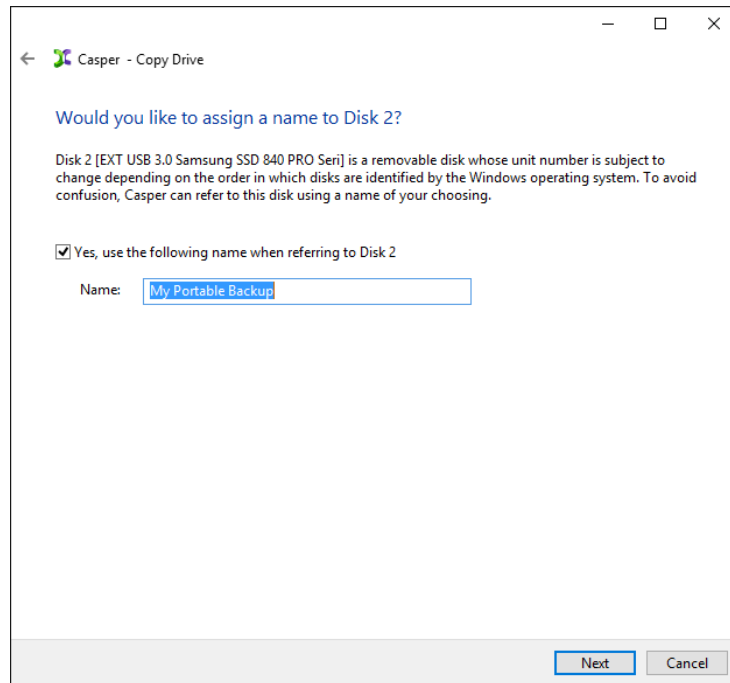 Casper - Copy Drive
Would you like to assign a name to Disk 2?
Disk 2 [EXT USB 3.0 Samsung SSD 840 PRO Seri] is a removable disk whose unit number is subject to
change depending on the order in which disks are identified by the Windows operating system. To avoid
confusion, Casper can refer to this disk using a name of your choosing.
Yes, use the following name when referring to Disk 2
Name: My Portable Backup
Next Cancel